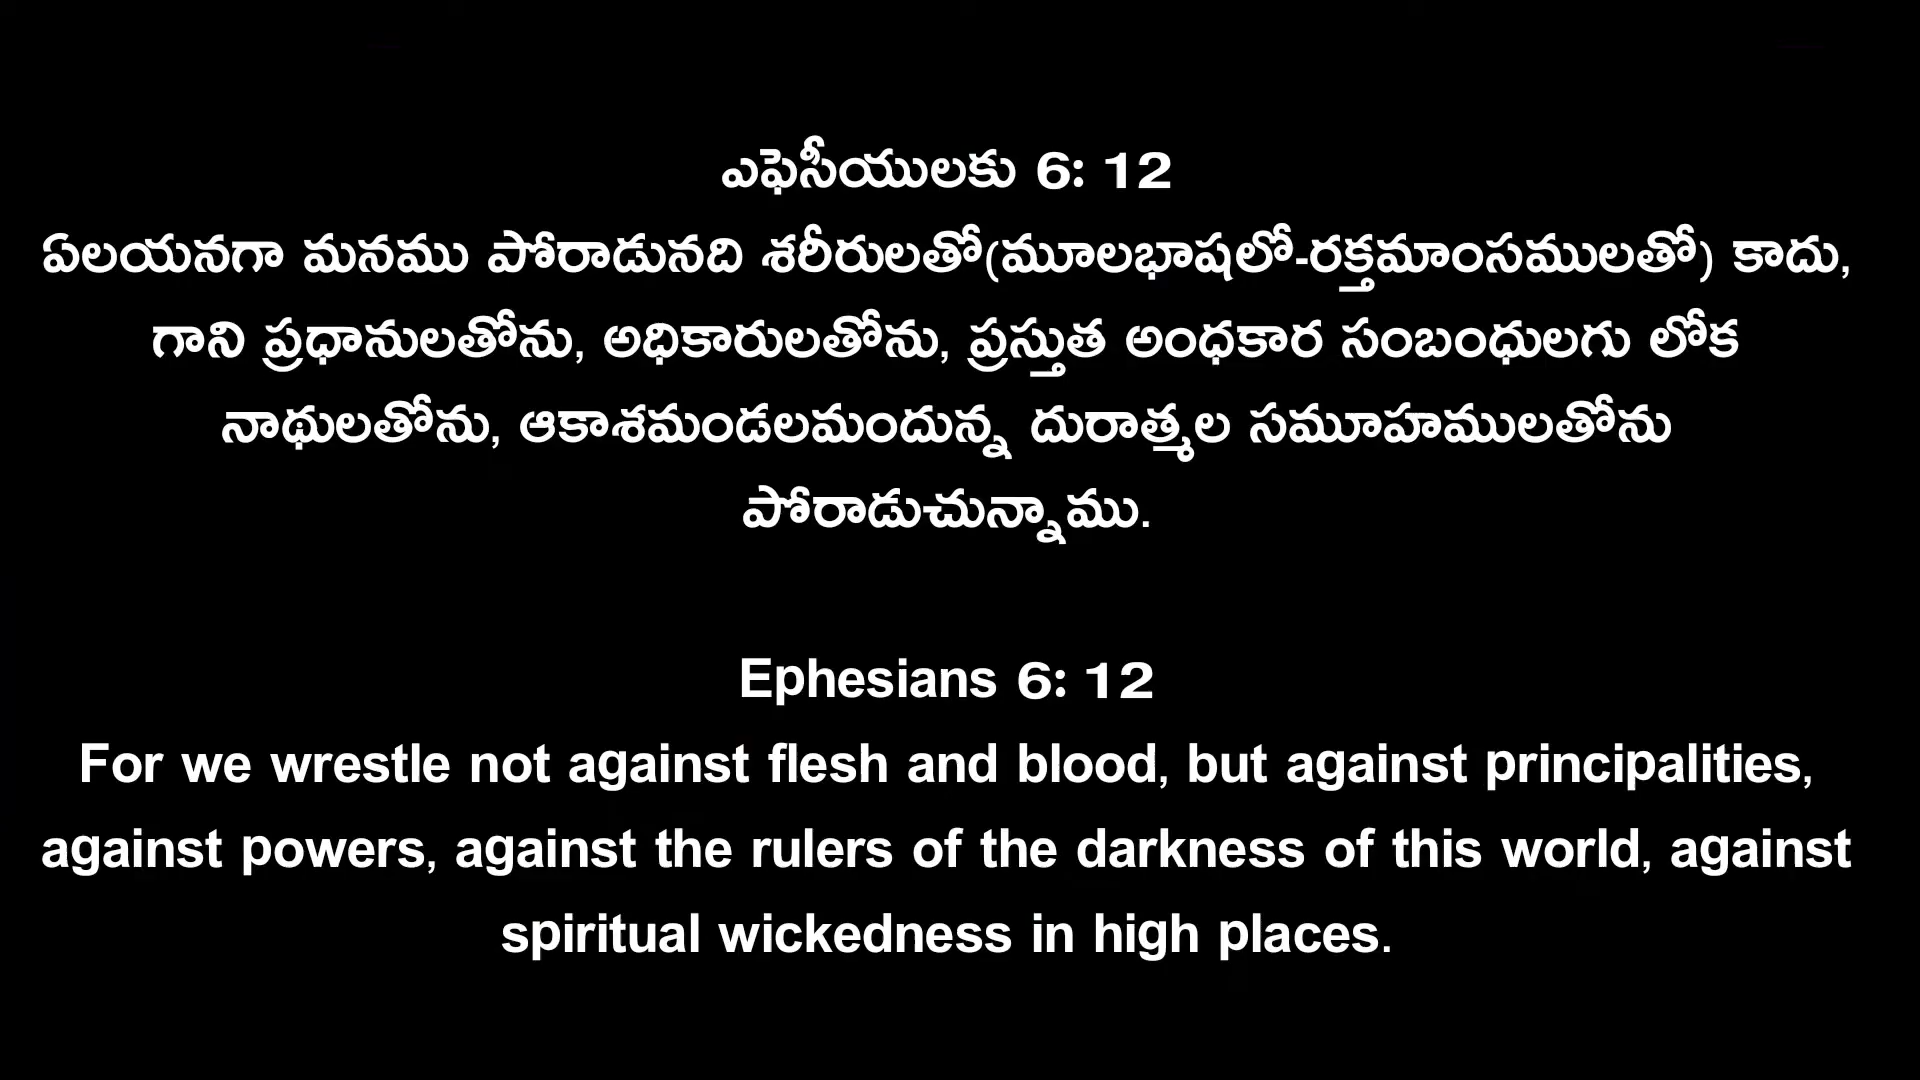 ఎఫెసీయులకు 6: 12
ఏలయనగా మనము పోరాడునది శరీరులతో(మూలభాషలో-రక్తమాంసములతో) కాదు,
గాని ప్రధానులతోను, అధికారులతోను, ప్రస్తుత అంధకార సంబంధులగు లోక
నాథులతోను, ఆకాశమండలమందున్న దురాత్మల సమూహములతోను
పోరాడుచున్నాము.
Ephesians 6: 12
For we wrestle not against flesh and blood, but against principalities,
against powers, against the rulers of the darkness of this world, against
spiritual wickedness in high places.